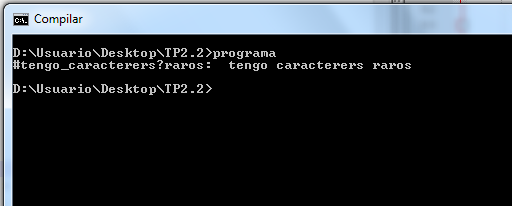 Compilar
D:\Usuario\Desktop\TP2.2>programa
#tengo_caracterers?raros:  tengo caracterers raros
D:\Usuario\Desktop\TP2.2>